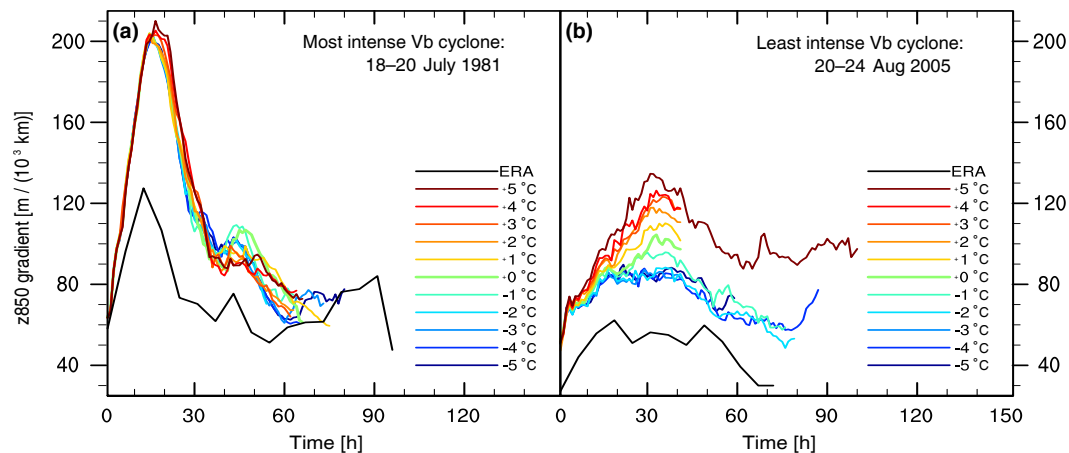 (a)
Most intense Vb cyclone:
18–20 July 1981
z850 gradient [m / (10³ km)]
200
160
120
80
40
ERA
+5 °C
+4 °C
+3 °C
+2 °C
+1 °C
+0 °C
-1 °C
-2 °C
-3 °C
-4 °C
-5 °C
0 30 60 90 120
Time [h]
(b)
Least intense Vb cyclone:
20–24 Aug 2005
200
160
120
80
40
ERA
+5 °C
+4 °C
+3 °C
+2 °C
+1 °C
+0 °C
-1 °C
-2 °C
-3 °C
-4 °C
-5 °C
0 30 60 90 120 150
Time [h]